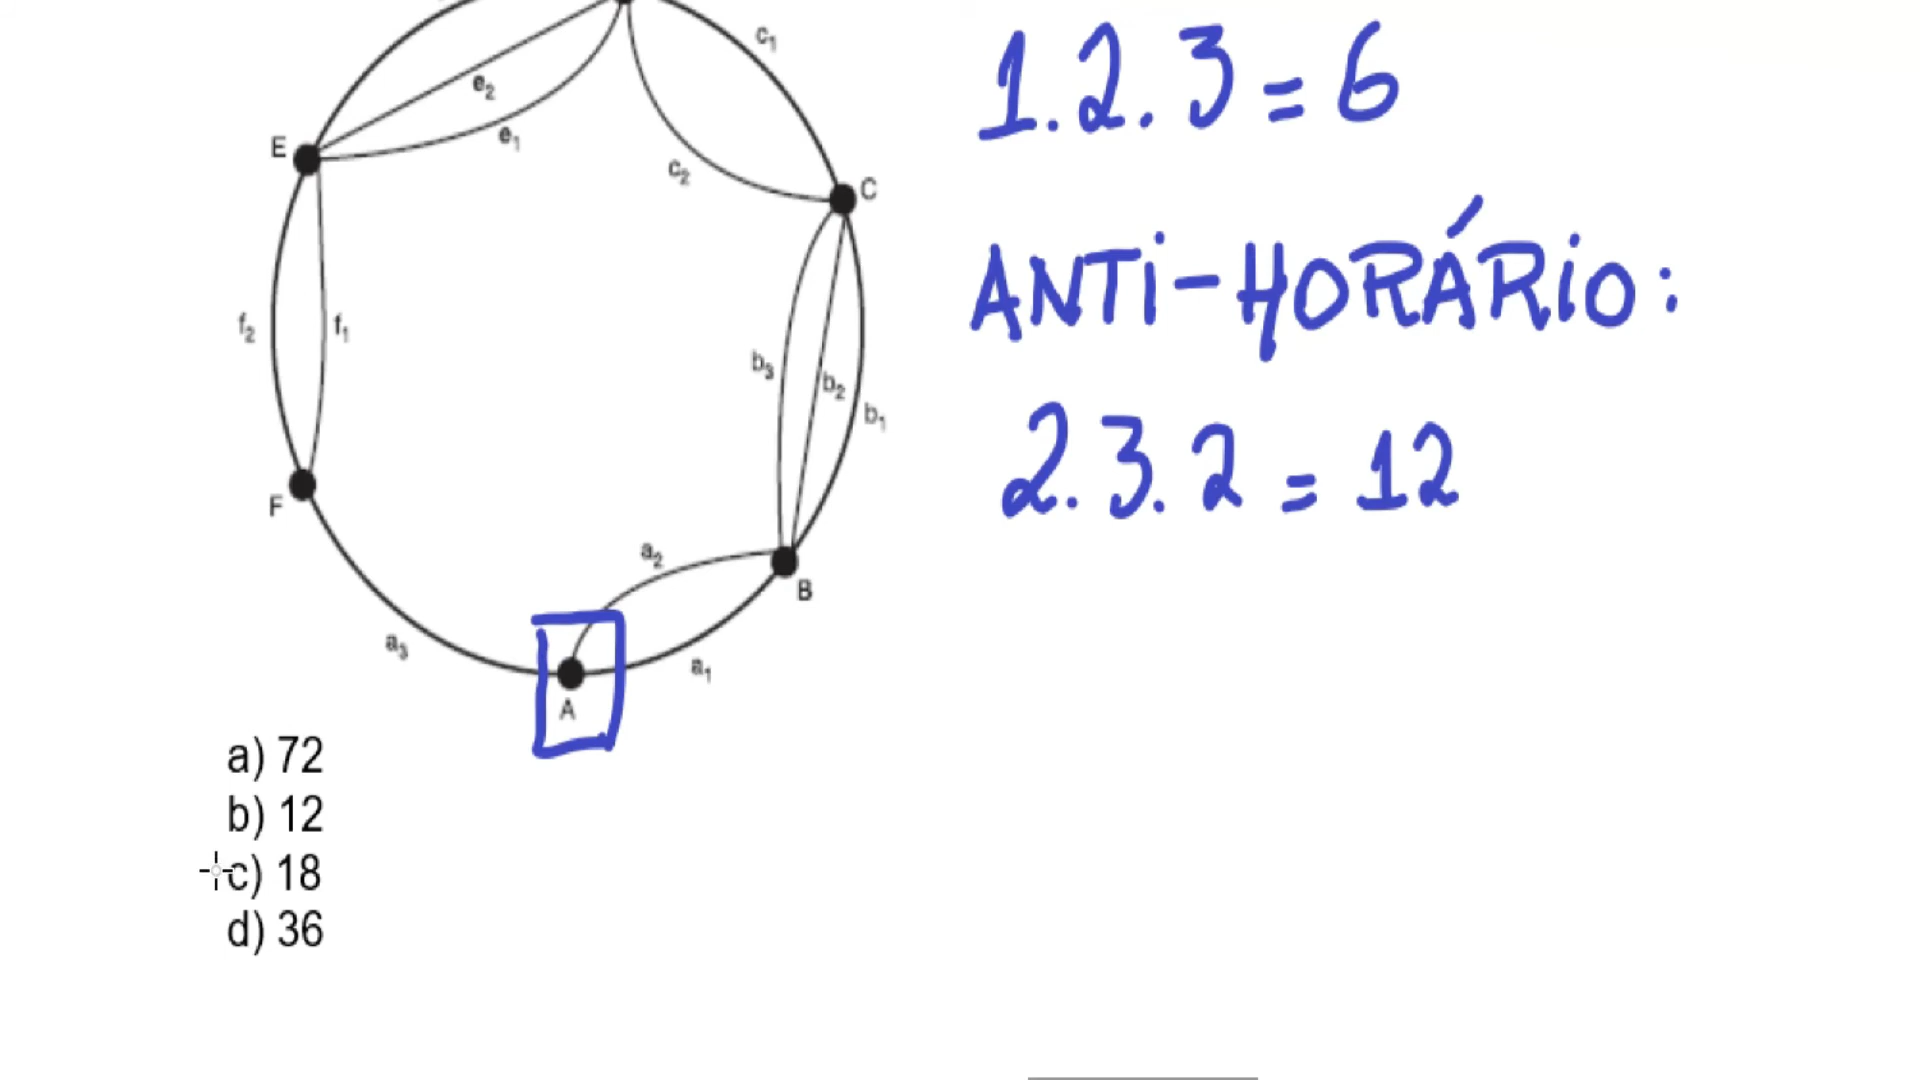 c₁
1.2.3=6
e₂
e₁
E
c₂
C
ANTI-HORÁRIO:
f₂
f₁
b₃
b₂
b₁
2.3.2=12
F
a₂
B
a₃
a₁
A
a) 72
b) 12
c) 18
d) 36